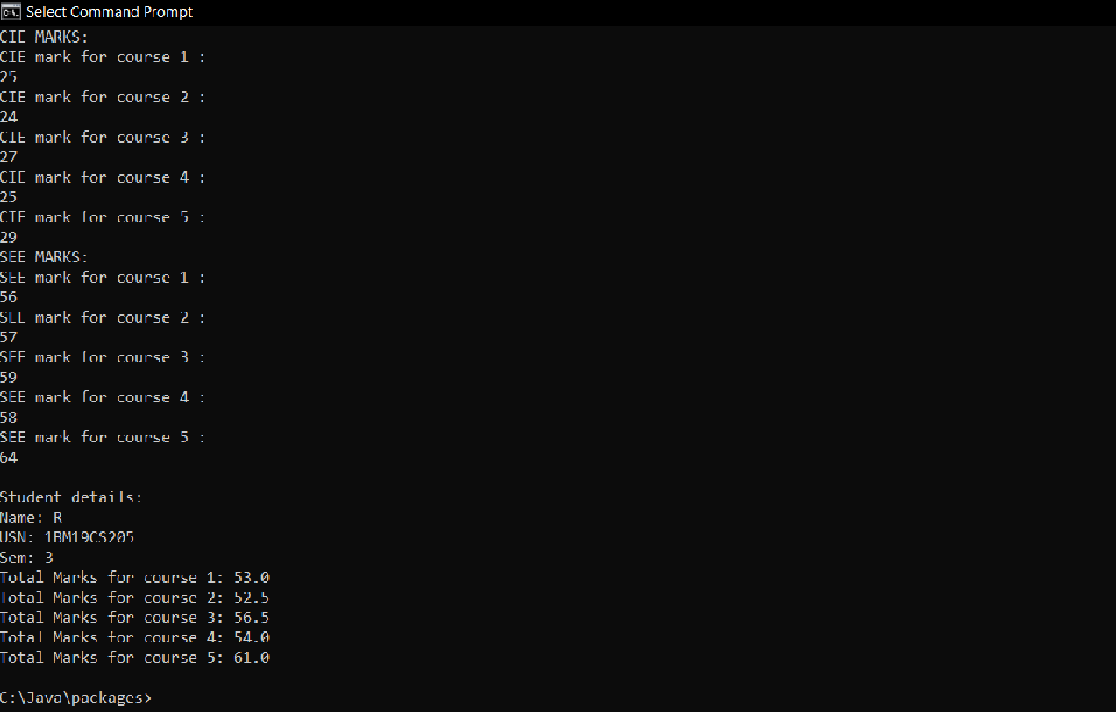 Select Command Prompt
CIE MARKS:
CIE mark for course 1 :
25
CIE mark for course 2 :
24
CIE mark for course 3 :
27
CIE mark for course 4 :
25
CIE mark for course 5 :
29
SEE MARKS:
SEE mark for course 1 :
56
SEE mark for course 2 :
57
SEE mark for course 3 :
59
SEE mark for course 4 :
58
SEE mark for course 5 :
64
Student details:
Name: R
USN: 1BM19CS205
Sem: 3
Total Marks for course 1: 53.0
Total Marks for course 2: 52.5
Total Marks for course 3: 56.5
Total Marks for course 4: 54.0
Total Marks for course 5: 61.0
C:\Java\packages>